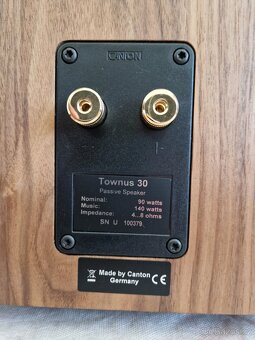 CANTON
+
-
Townus 30
Passive Speaker
Nominal: 90 watts
Music: 140 watts
Impedance: 4...8 ohms
SN U 100379
Made by Canton
Germany
CE